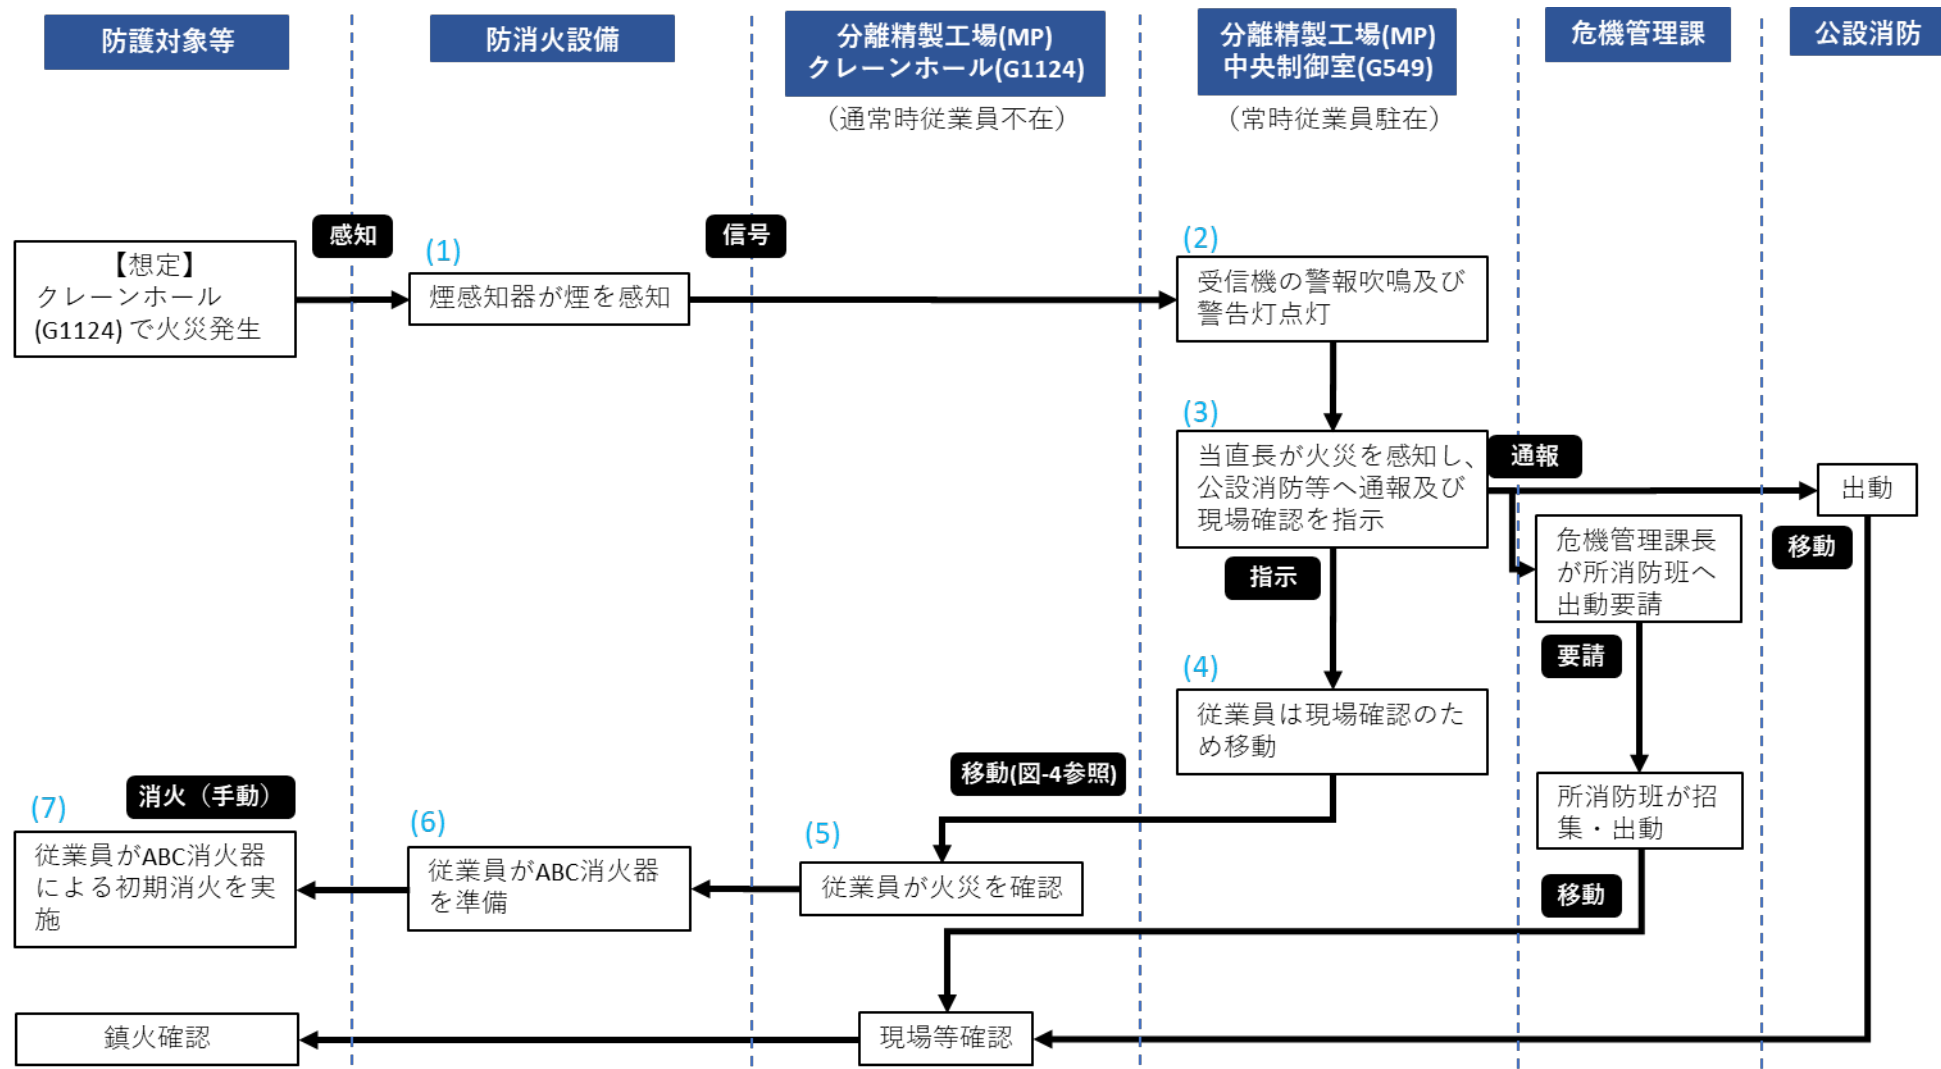 防護対象等
防消火設備
分離精製工場(MP)
クレーンホール(G1124)
(通常時従業員不在)
分離精製工場(MP)
中央制御室(G549)
(常時従業員駐在)
危機管理課
公設消防
【想定】
クレーンホール
(G1124)で火災発生
感知
(1)
煙感知器が煙を感知
信号
(2)
受信機の警報吹鳴及び
警告灯点灯
(3)
当直長が火災を感知し、
公設消防等へ通報及び
現場確認を指示
通報
出動
移動
危機管理課長
が所消防班へ
出動要請
指示
要請
(4)
従業員は現場確認のた
め移動
移動(図-4参照)
所消防班が招
集・出動
移動
(5)
従業員が火災を確認
(6)
従業員がABC消火器
を準備
消火(手動)
(7)
従業員がABC消火器
による初期消火を実
施
現場等確認
鎮火確認